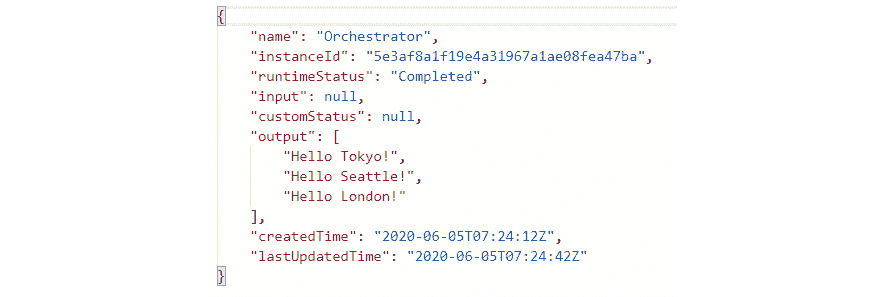 {
"name": "Orchestrator",
"instanceId": "5e3af8a1f19e4a31967a1ae08fea47ba",
"runtimeStatus": "Completed",
"input": null,
"customStatus": null,
"output": [
"Hello Tokyo!",
"Hello Seattle!",
"Hello London!"
],
"createdTime": "2020-06-05T07:24:12Z",
"lastUpdatedTime": "2020-06-05T07:24:42Z"
}